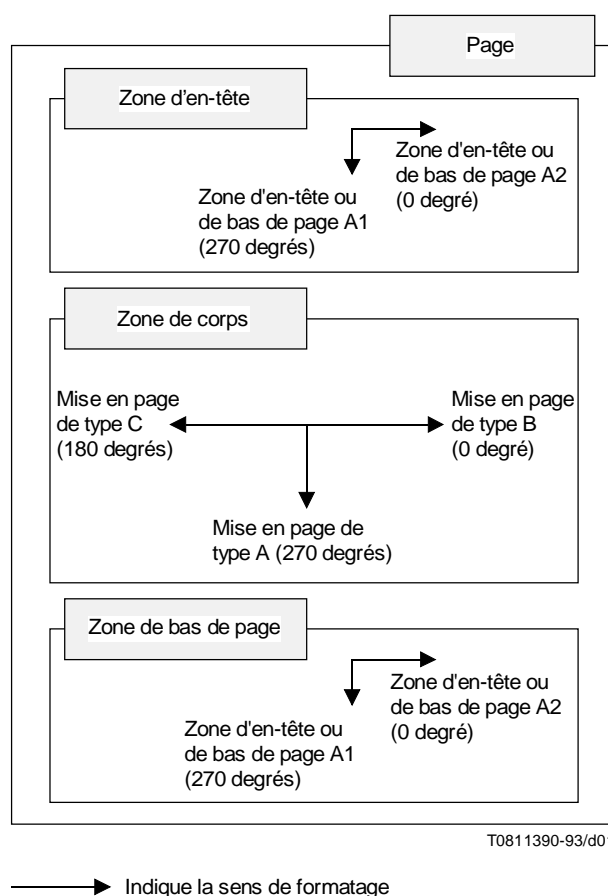 Page
Zone d'en-tête
Zone d'en-tête ou
de bas de page A2
(0 degré)
Zone d'en-tête ou
de bas de page A1
(270 degrés)
Zone de corps
Mise en page
de type C
(180 degrés)
Mise en page
de type B
(0 degré)
Mise en page de
type A (270 degrés)
Zone de bas de page
Zone d'en-tête ou
de bas de page A2
(0 degré)
Zone d'en-tête ou
de bas de page A1
(270 degrés)
T0811390-93/d01
Indique la sens de formatage